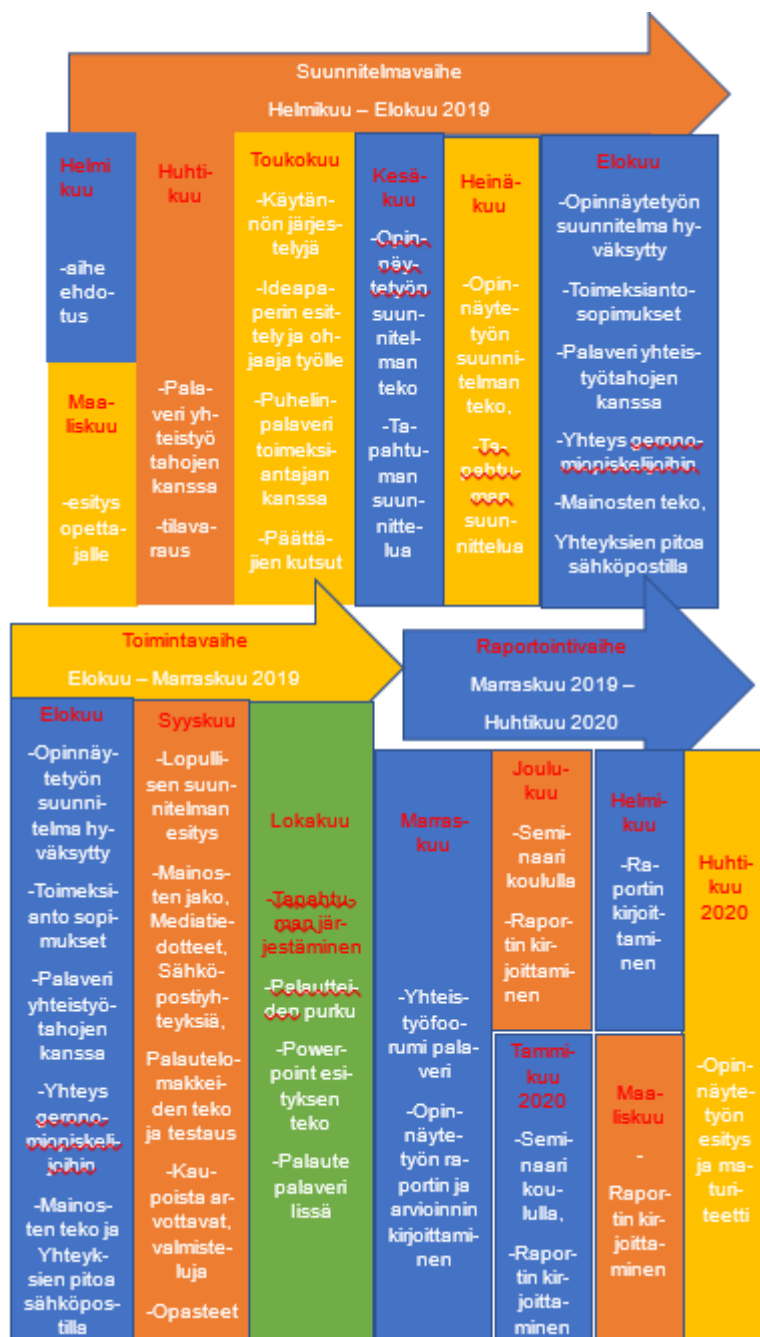 Suunnitelmavaihe
Helmikuu – Elokuu 2019
Helmi
kuu
-aihe
ehdo-
tus
Maa-
liskuu
-esitys
opetta-
jalle
Huhti-
kuu
-Pala-
veri yh-
teistyö
tahojen
kanssa
-tilava-
raus
Toukokuu
-Käytän-
nön järjes-
telyjä
-Ideapa-
perin esit-
tely ja oh-
jaaja työlle
-Puhelin-
palaveri
toimeksi-
antajan
kanssa
-Päättä-
jien kutsut
Kesä-
kuu
-Opin-
näy-
tetyön
suun-
nitel-
man
teko
-Ta-
pahtu-
man
suun-
nitte-
lua
Heinä-
kuu
-Opin-
näyte-
työn
suunni-
telman
teko,
-Ta-
pahtu-
man
suun-
nittelua
Elokuu
-Opinnäytetyön
suunnitelma hy-
väksytty
-Toimeksianto-
sopimukset
-Palaveri yhteis-
työtahojen
kanssa
-Yhteys gerono-
miopiskelijoihin
-Mainosten teko,
Yhteyksien pitoa
sähköpostilla
Toimintavaihe
Elokuu – Marraskuu 2019
Elokuu
-Opinnäy-
tetyön
suunni-
telma hy-
väksytty
-Toimeksi-
anto sopi-
mukset
-Palaveri
yhteistyö-
tahojen
kanssa
-Yhteys
gerono-
miopiskeli-
joihin
-Mainos-
ten teko ja
Yhteyk-
sien pitoa
sähköpos-
tilla
Syyskuu
-Lopulli-
sen suun-
nitelman
esitys
-Mainos-
ten jako,
Mediatie-
dotteet,
Sähkö-
postiyh-
teyksiä,
Palautelo-
makkei-
den teko
ja testaus
-Kau-
poista ar-
vottavat,
valmiste-
luja
-Opasteet
Lokakuu
-Tapahtu-
man jär-
jestäminen
-Palauttei-
den purku
-Power-
point esi-
tyksen
teko
-Palaute
palaveri
Iissä
Raportointivaihe
Marraskuu 2019 –
Huhtikuu 2020
Marras-
kuu
-Yhteis-
työfoo-
rumi pala-
veri
-Opin-
näyte-
työn ra-
portin ja
arvioinnin
kirjoittami-
nen
Joulu-
kuu
-Semi-
naari
koululla
-Rapor-
tin kir-
joittami-
nen
Tammi-
kuu
2020
-Semi-
naari
kou-
lulla,
-Rapor-
tin kir-
joitta-
minen
Helmi-
kuu
-Ra-
portin
kirjoit-
tami-
nen
Maa-
liskuu
-
Rapor-
tin kir-
joitta-
minen
Huhti-
kuu
2020
-Opin-
näyte-
työn
esitys
ja ma-
turi-
teetti